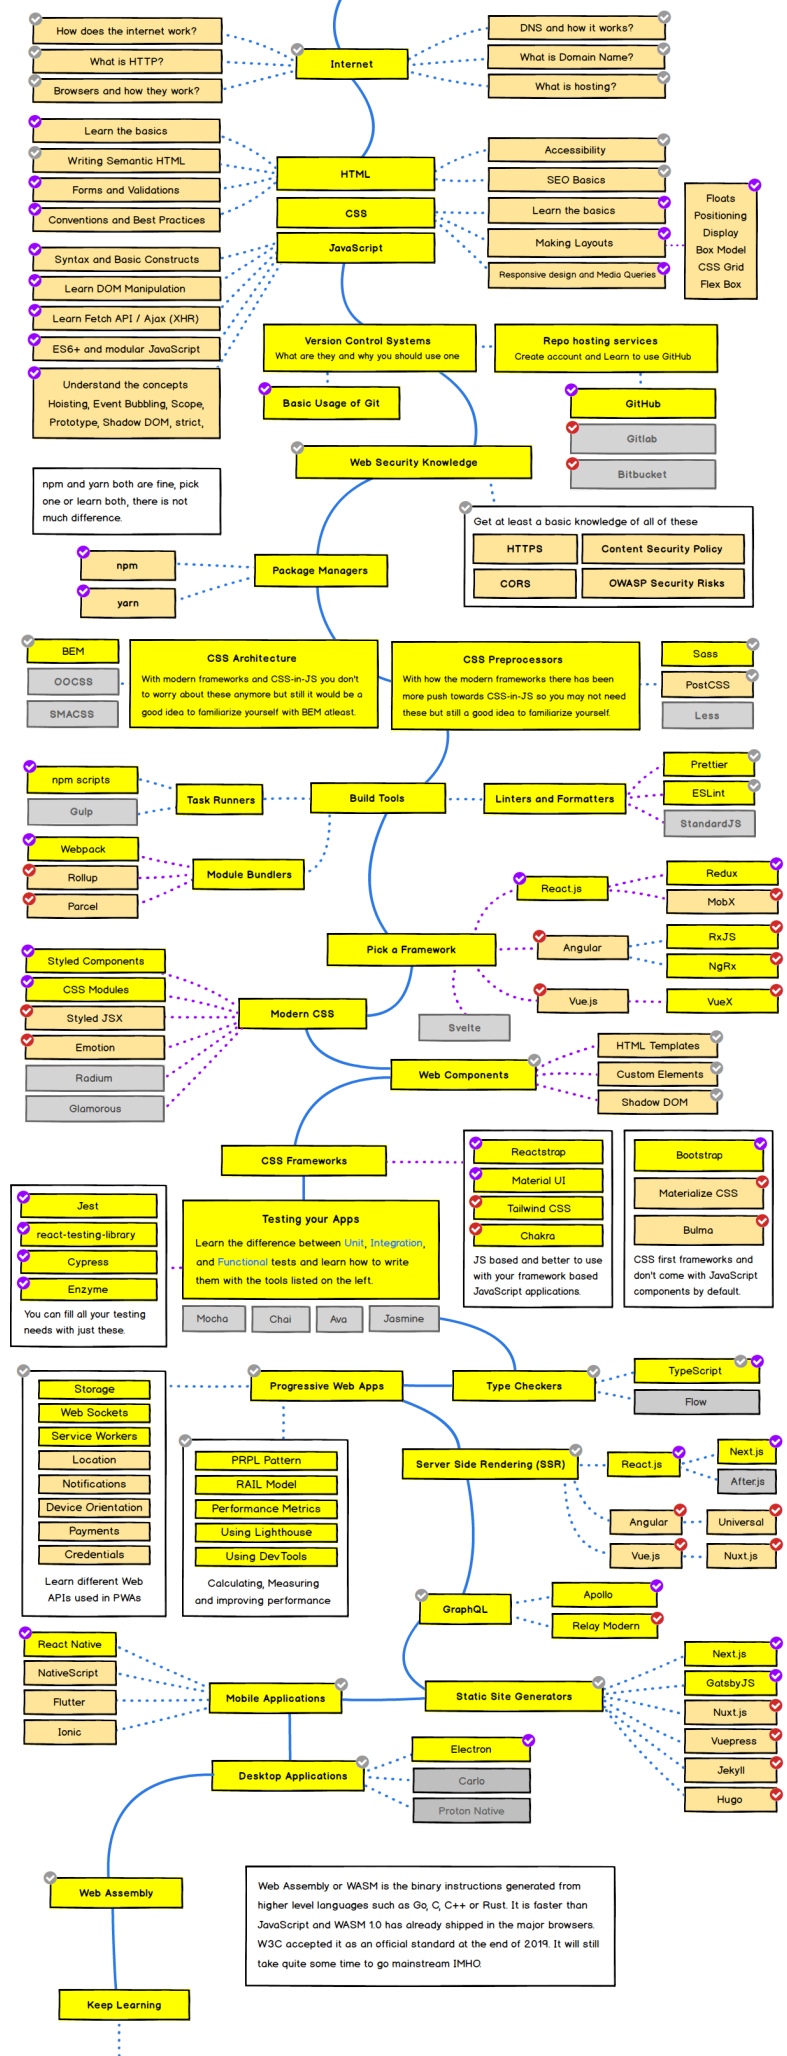 How does the internet work?
What is HTTP?
Browsers and how they work?
Internet
DNS and how it works?
What is Domain Name?
What is hosting?
Learn the basics
Writing Semantic HTML
Forms and Validations
Conventions and Best Practices
HTML
Accessibility
SEO Basics
CSS
Learn the basics
Making Layouts
Responsive design and Media Queries
Floats
Positioning
Display
Box Model
CSS Grid
Flex Box
JavaScript
Syntax and Basic Constructs
Learn DOM Manipulation
Learn Fetch API / Ajax (XHR)
ES6+ and modular JavaScript
Understand the concepts
Hoisting, Event Bubbling, Scope,
Prototype, Shadow DOM, strict,
Version Control Systems
What are they and why you should use one
Repo hosting services
Create account and Learn to use GitHub
Basic Usage of Git
GitHub
Gitlab
Bitbucket
Web Security Knowledge
npm and yarn both are fine, pick
one or learn both, there is not
much difference.
Get at least a basic knowledge of all of these
HTTPS
Content Security Policy
CORS
OWASP Security Risks
npm
yarn
Package Managers
BEM
OOCSS
SMACSS
CSS Architecture
With modern frameworks and CSS-in-JS you don't
to worry about these anymore but still it would be a
good idea to familiarize yourself with BEM atleast.
CSS Preprocessors
With how the modern frameworks there has been
more push towards CSS-in-JS so you may not need
these but still a good idea to familiarize yourself.
Sass
PostCSS
Less
npm scripts
Gulp
Task Runners
Build Tools
Linters and Formatters
Prettier
ESLint
StandardJS
Webpack
Rollup
Parcel
Module Bundlers
React.js
Redux
MobX
Pick a Framework
Angular
RxJS
NgRx
Vue.js
VueX
Svelte
Styled Components
CSS Modules
Styled JSX
Emotion
Radium
Glamorous
Modern CSS
Web Components
HTML Templates
Custom Elements
Shadow DOM
CSS Frameworks
Reactstrap
Material UI
Tailwind CSS
Chakra
JS based and better to use
with your framework based
JavaScript applications.
Bootstrap
Materialize CSS
Bulma
CSS first frameworks and
don't come with JavaScript
components by default.
Jest
react-testing-library
Cypress
Enzyme
You can fill all your testing
needs with just these.
Testing your Apps
Learn the difference between Unit, Integration,
and Functional tests and learn how to write
them with the tools listed on the left.
Mocha
Chai
Ava
Jasmine
Progressive Web Apps
Type Checkers
TypeScript
Flow
Storage
Web Sockets
Service Workers
Location
Notifications
Device Orientation
Payments
Credentials
Learn different Web
APIs used in PWAs
PRPL Pattern
RAIL Model
Performance Metrics
Using Lighthouse
Using DevTools
Calculating, Measuring
and improving performance
Server Side Rendering (SSR)
React.js
Next.js
After.js
Angular
Universal
Vue.js
Nuxt.js
GraphQL
Apollo
Relay Modern
React Native
NativeScript
Flutter
Ionic
Mobile Applications
Static Site Generators
Next.js
GatsbyJS
Nuxt.js
Vuepress
Jekyll
Hugo
Desktop Applications
Electron
Carlo
Proton Native
Web Assembly
Web Assembly or WASM is the binary instructions generated from
higher level languages such as Go, C, C++ or Rust. It is faster than
JavaScript and WASM 1.0 has already shipped in the major browsers.
W3C accepted it as an official standard at the end of 2019. It will still
take quite some time to go mainstream IMHO.
Keep Learning